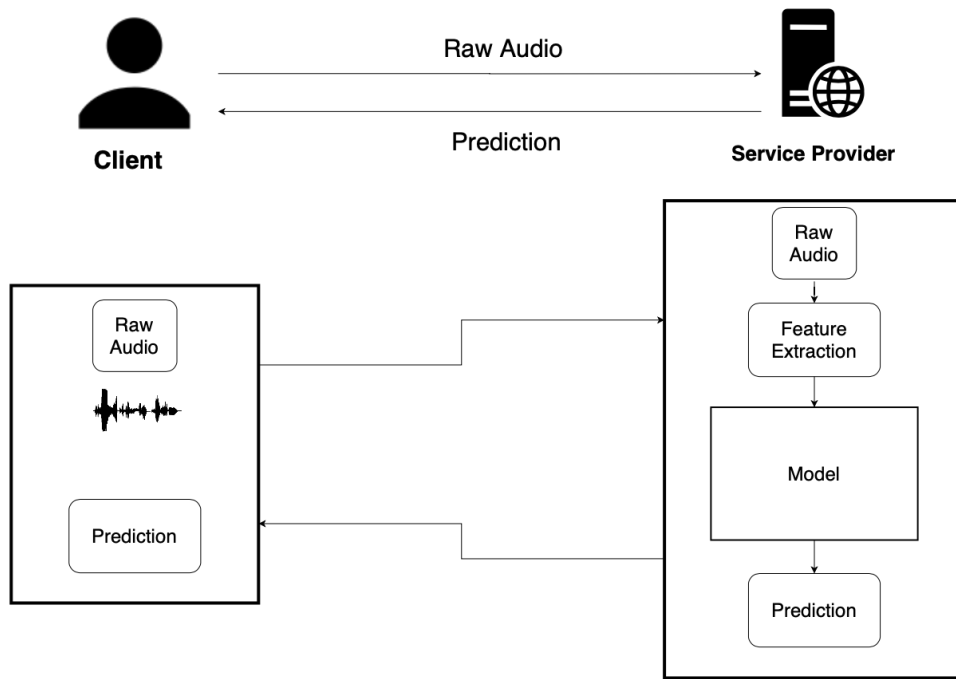 Raw Audio
Prediction
Client
Service Provider
Raw
Audio
Prediction
Raw
Audio
Feature
Extraction
Model
Prediction